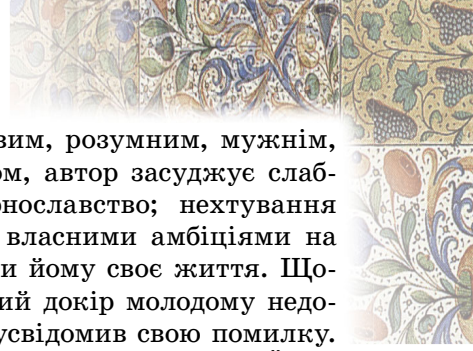 вим, розумним, мужнім,
ом, автор засуджує слаб-
нославство; нехтування
власними амбіціями на
и йому своє життя. Що-
ий докір молодому недо-
усвідомив свою помилку.